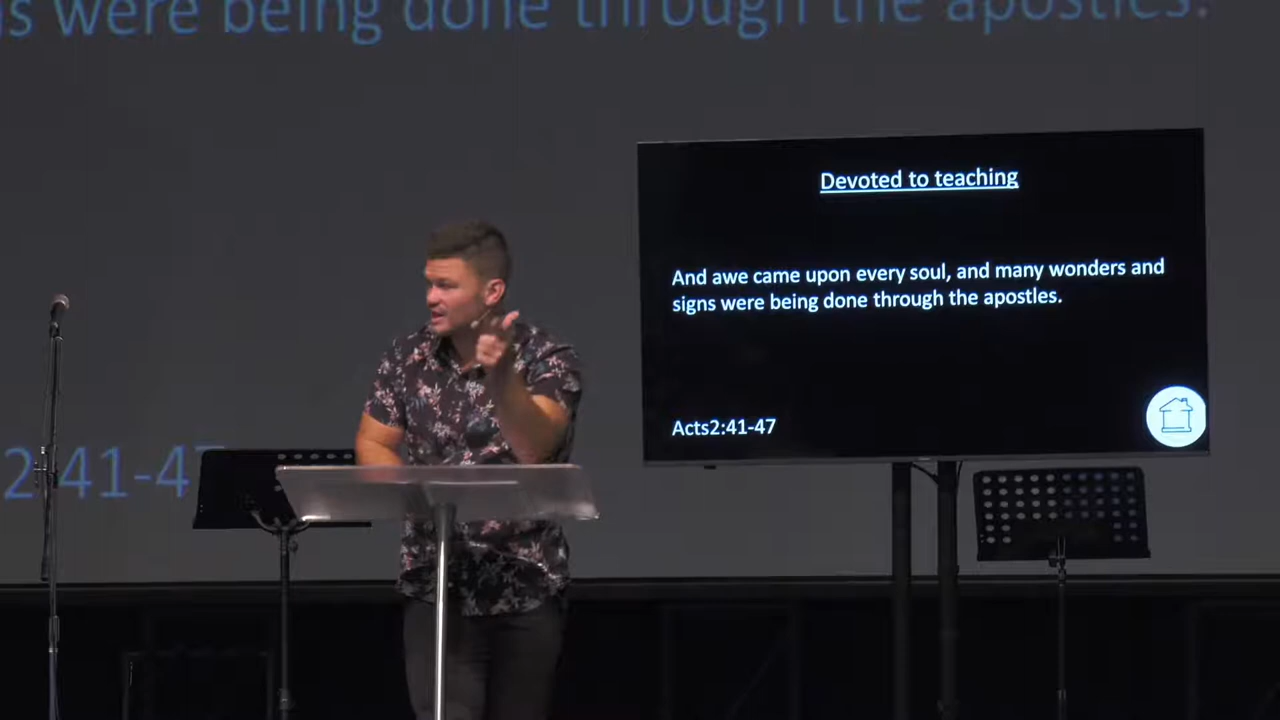 s were being done through the apostles.
2:41-47
Devoted to teaching
And awe came upon every soul, and many wonders and
signs were being done through the apostles.
Acts2:41-47